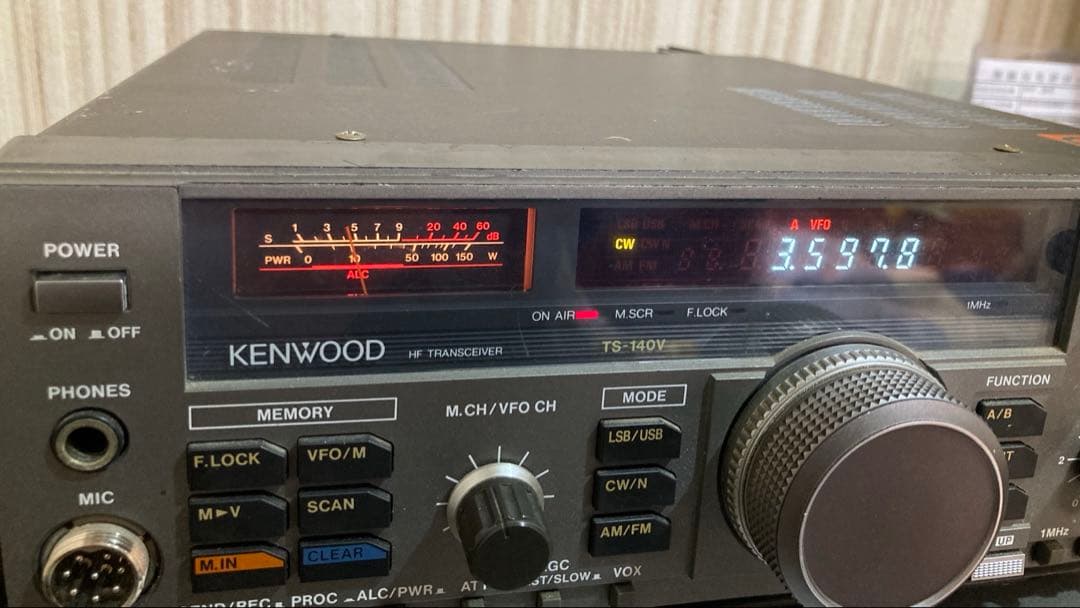 POWER
ON OFF
PHONES
MIC
S 1 3 5 7 9 20 40 60 dB
PWR 0 10 50 100 150 W
ALC
A VFO
CW
3.597.8
ON AIR M.SCR F.LOCK 1MHz
KENWOOD HF TRANSCEIVER TS-140V
MEMORY
F.LOCK VFO/M
M►V SCAN
M.IN CLEAR
M.CH/VFO CH
MODE
LSB/USB
CW/N
AM/FM
FUNCTION
A/B
2
0
UP
1MHz
PROC ALC/PWR VOX